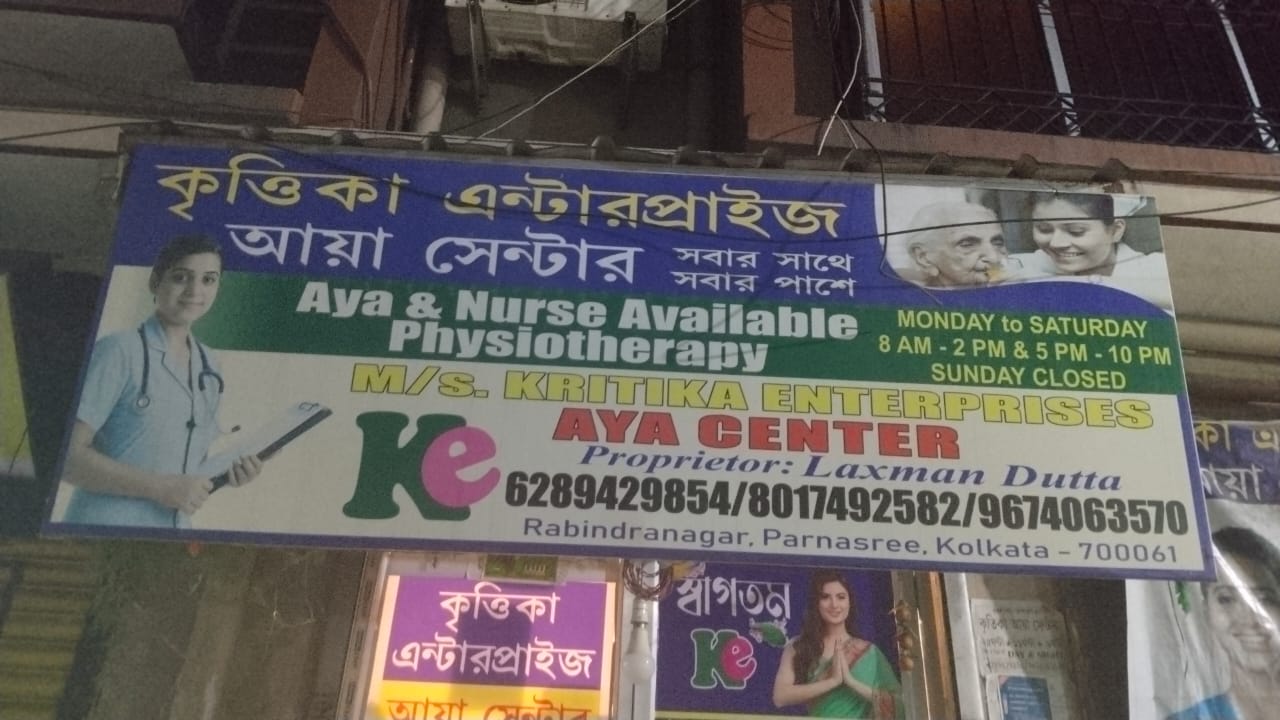 কৃত্তিকা এন্টারপ্রাইজ
আয়া সেন্টার
সবার সাথে
সবার পাশে
Aya & Nurse Available
Physiotherapy
MONDAY to SATURDAY
8 AM - 2 PM & 5 PM - 10 PM
SUNDAY CLOSED
M/s. KRITIKA ENTERPRISES
AYA CENTER
Ke
Proprietor: Laxman Dutta
6289429854/8017492582/9674063570
Rabindranagar, Parnasree, Kolkata - 700061
কৃত্তিকা
এন্টারপ্রাইজ
আয়া সেন্টার
স্বাগতম
Ke